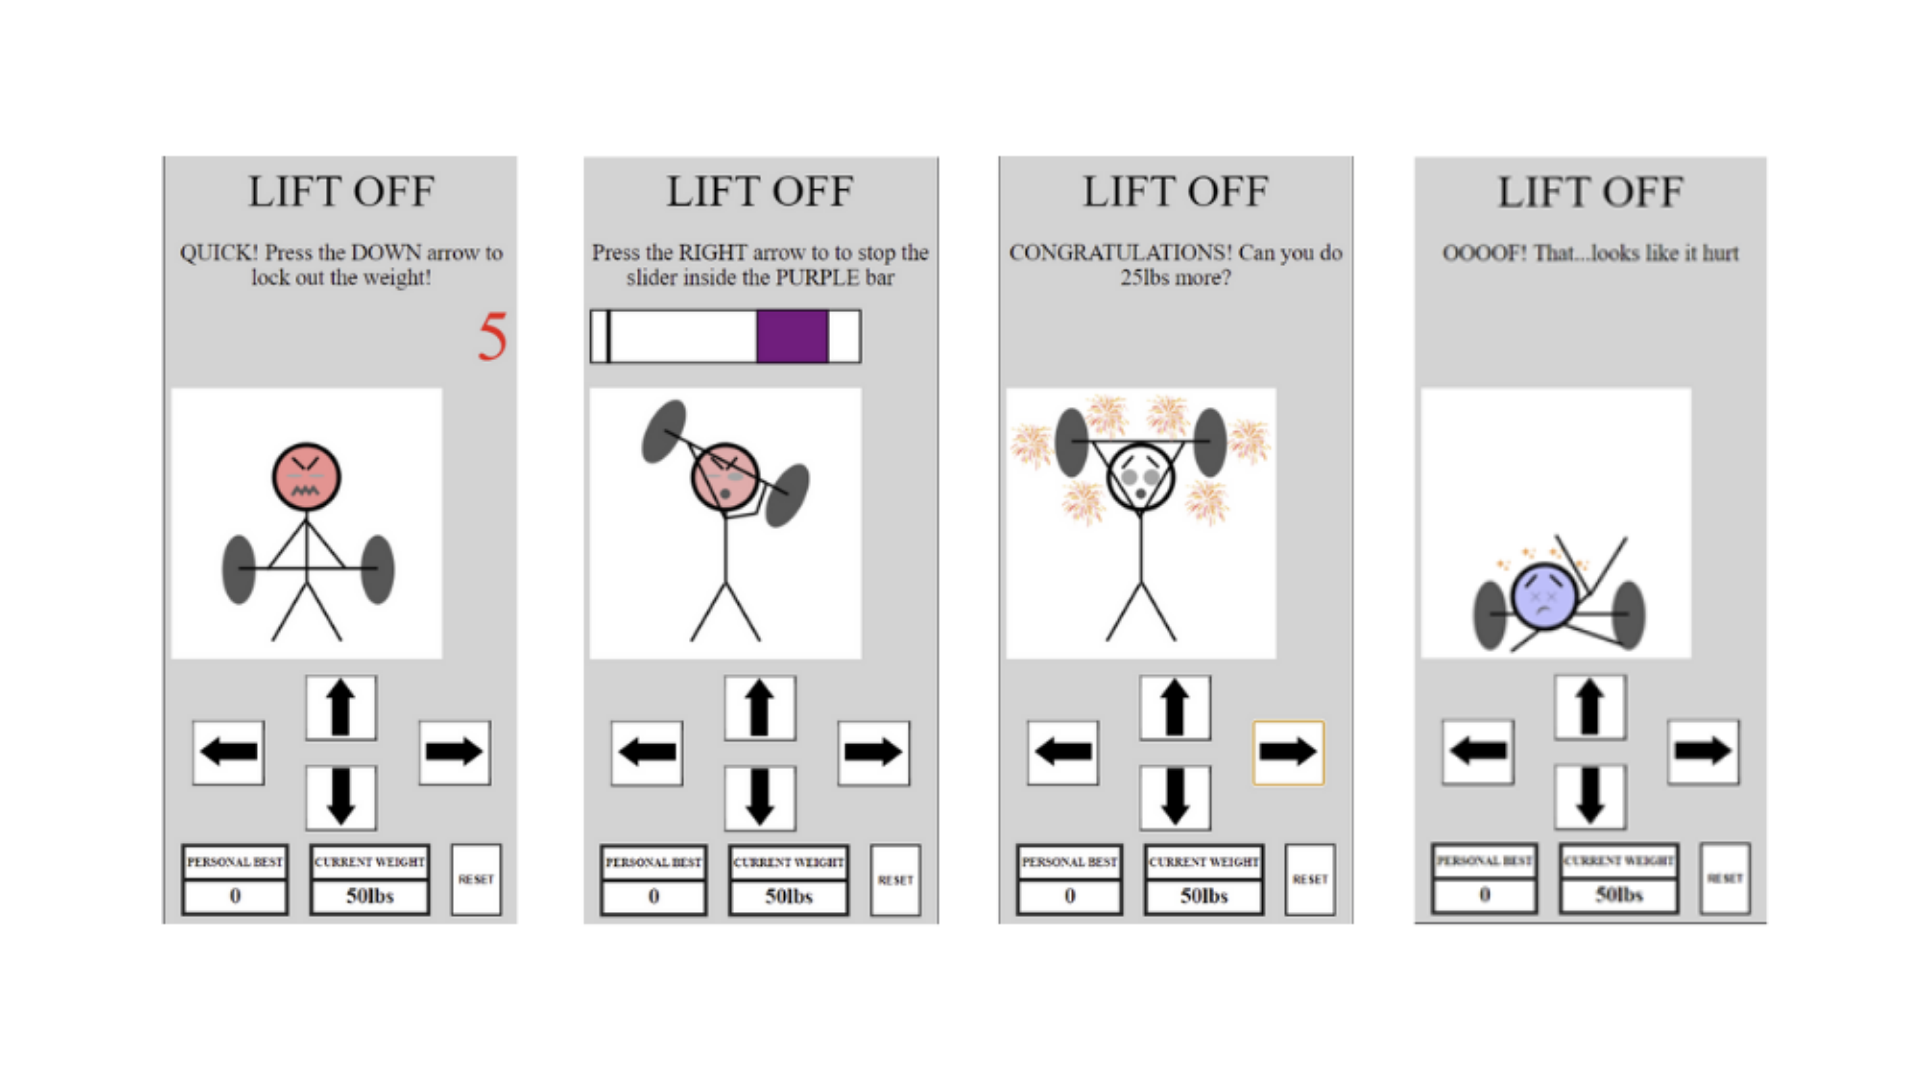 LIFT OFF
QUICK! Press the DOWN arrow to
lock out the weight!
5
PERSONAL BEST
0
CURRENT WEIGHT
50lbs
RESET
LIFT OFF
Press the RIGHT arrow to to stop the
slider inside the PURPLE bar
PERSONAL BEST
0
CURRENT WEIGHT
50lbs
RESET
LIFT OFF
CONGRATULATIONS! Can you do
25lbs more?
PERSONAL BEST
0
CURRENT WEIGHT
50lbs
RESET
LIFT OFF
OOOOF! That...looks like it hurt
PERSONAL BEST
0
CURRENT WEIGHT
50lbs
RESET